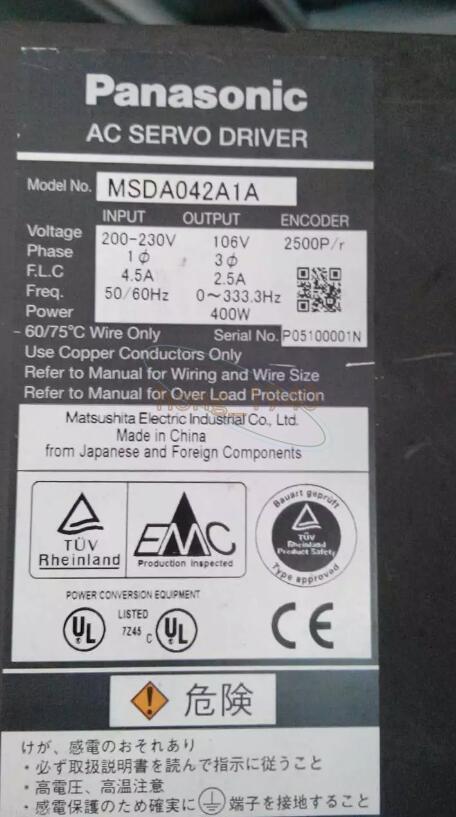 Panasonic
AC SERVO DRIVER
Model No. MSDA042A1A
INPUT OUTPUT ENCODER
Voltage 200-230V 106V 2500P/r
Phase 1ϕ 3ϕ
F.L.C 4.5A 2.5A
Freq. 50/60Hz 0~333.3Hz
Power 400W
60/75°C Wire Only Serial No. P05100001N
Use Copper Conductors Only
Refer to Manual for Wiring and Wire Size
Refer to Manual for Over Load Protection
Matsushita Electric Industrial Co., Ltd.
Made in China
from Japanese and Foreign Components
TÜV
Rheinland
EMC
Production Inspected
Bauart geprüft
TÜV
Rheinland
Product Safety
Type approved
POWER CONVERSION EQUIPMENT
UL LISTED 7Z45 C UL
CE
危険
けが、感電のおそれあり
・必ず取扱説明書を読んで指示に従うこと
・高電圧、高温注意
・感電保護のため確実に端子を接地すること